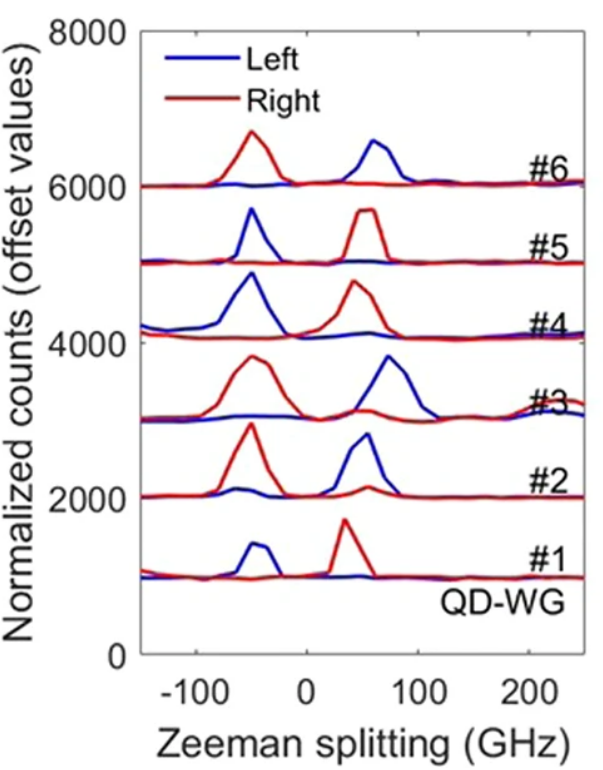 Normalized counts (offset values)
8000
6000
4000
2000
0
Left
Right
#6
#5
#4
#3
#2
#1
QD-WG
-100 0 100 200
Zeeman splitting (GHz)